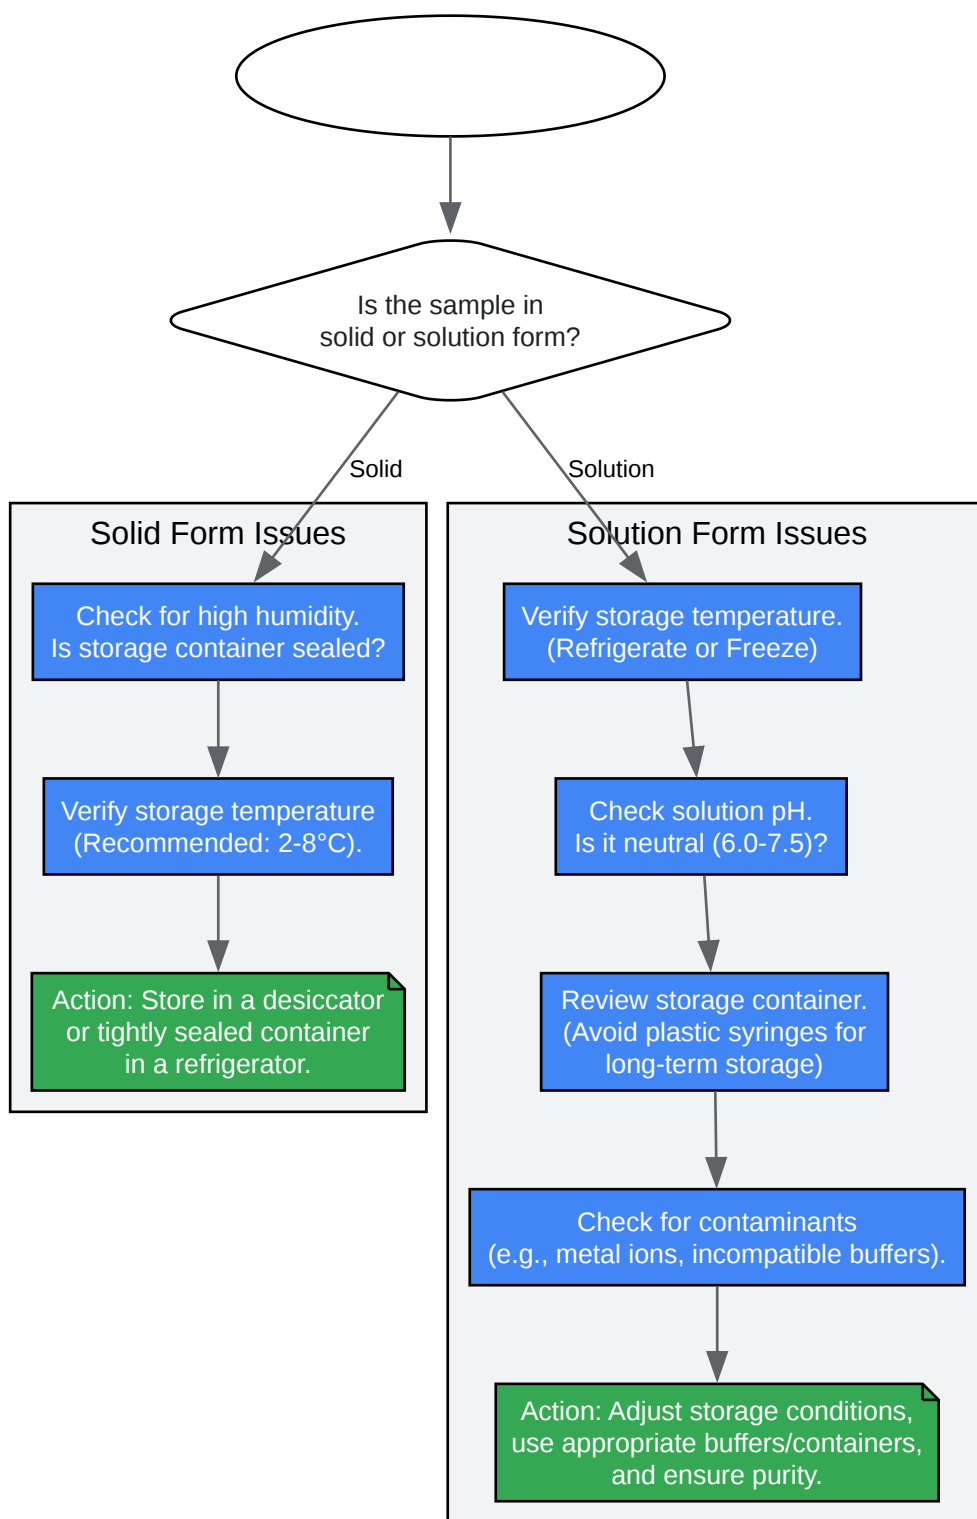 Is the sample in
solid or solution form?
Solid
Solution
Solid Form Issues
Check for high humidity.
Is storage container sealed?
Verify storage temperature
(Recommended: 2-8°C).
Action: Store in a desiccator
or tightly sealed container
in a refrigerator.
Solution Form Issues
Verify storage temperature.
(Refrigerate or Freeze)
Check solution pH.
Is it neutral (6.0-7.5)?
Review storage container.
(Avoid plastic syringes for
long-term storage)
Check for contaminants
(e.g., metal ions, incompatible buffers).
Action: Adjust storage conditions,
use appropriate buffers/containers,
and ensure purity.